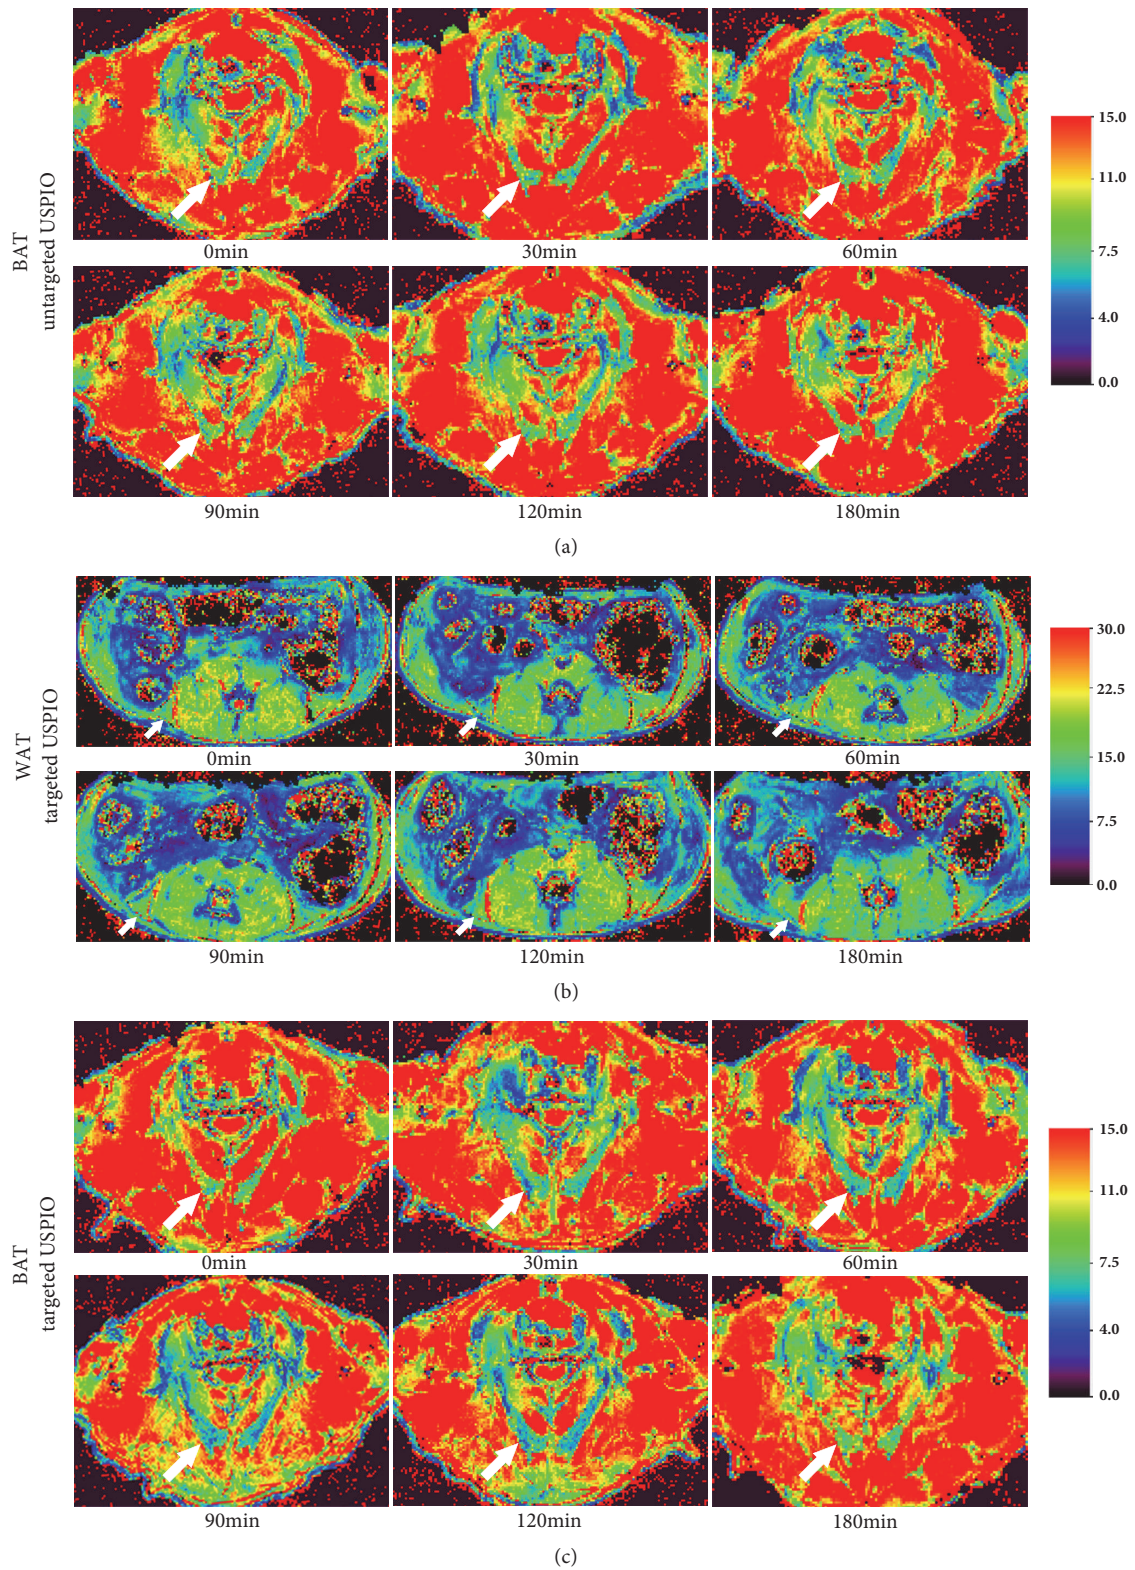 BAT
untargeted USPIO
0min
30min
60min
90min
120min
180min
15.0
11.0
7.5
4.0
0.0
(a)
WAT
targeted USPIO
0min
30min
60min
90min
120min
180min
30.0
22.5
15.0
7.5
0.0
(b)
BAT
targeted USPIO
0min
30min
60min
90min
120min
180min
15.0
11.0
7.5
4.0
0.0
(c)